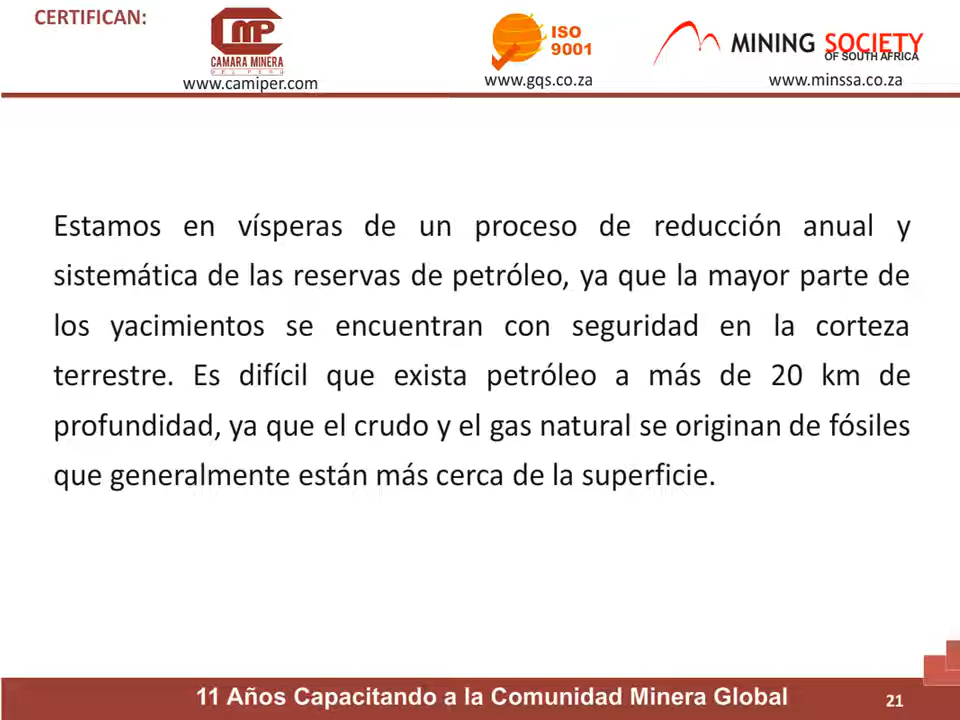 CERTIFICAN:
CMP
CAMARA MINERA
DEL PERU
www.camiper.com
ISO
9001
www.gqs.co.za
MINING SOCIETY
OF SOUTH AFRICA
www.minssa.co.za
Estamos en vísperas de un proceso de reducción anual y
sistemática de las reservas de petróleo, ya que la mayor parte de
los yacimientos se encuentran con seguridad en la corteza
terrestre. Es difícil que exista petróleo a más de 20 km de
profundidad, ya que el crudo y el gas natural se originan de fósiles
que generalmente están más cerca de la superficie.
11 Años Capacitando a la Comunidad Minera Global
21